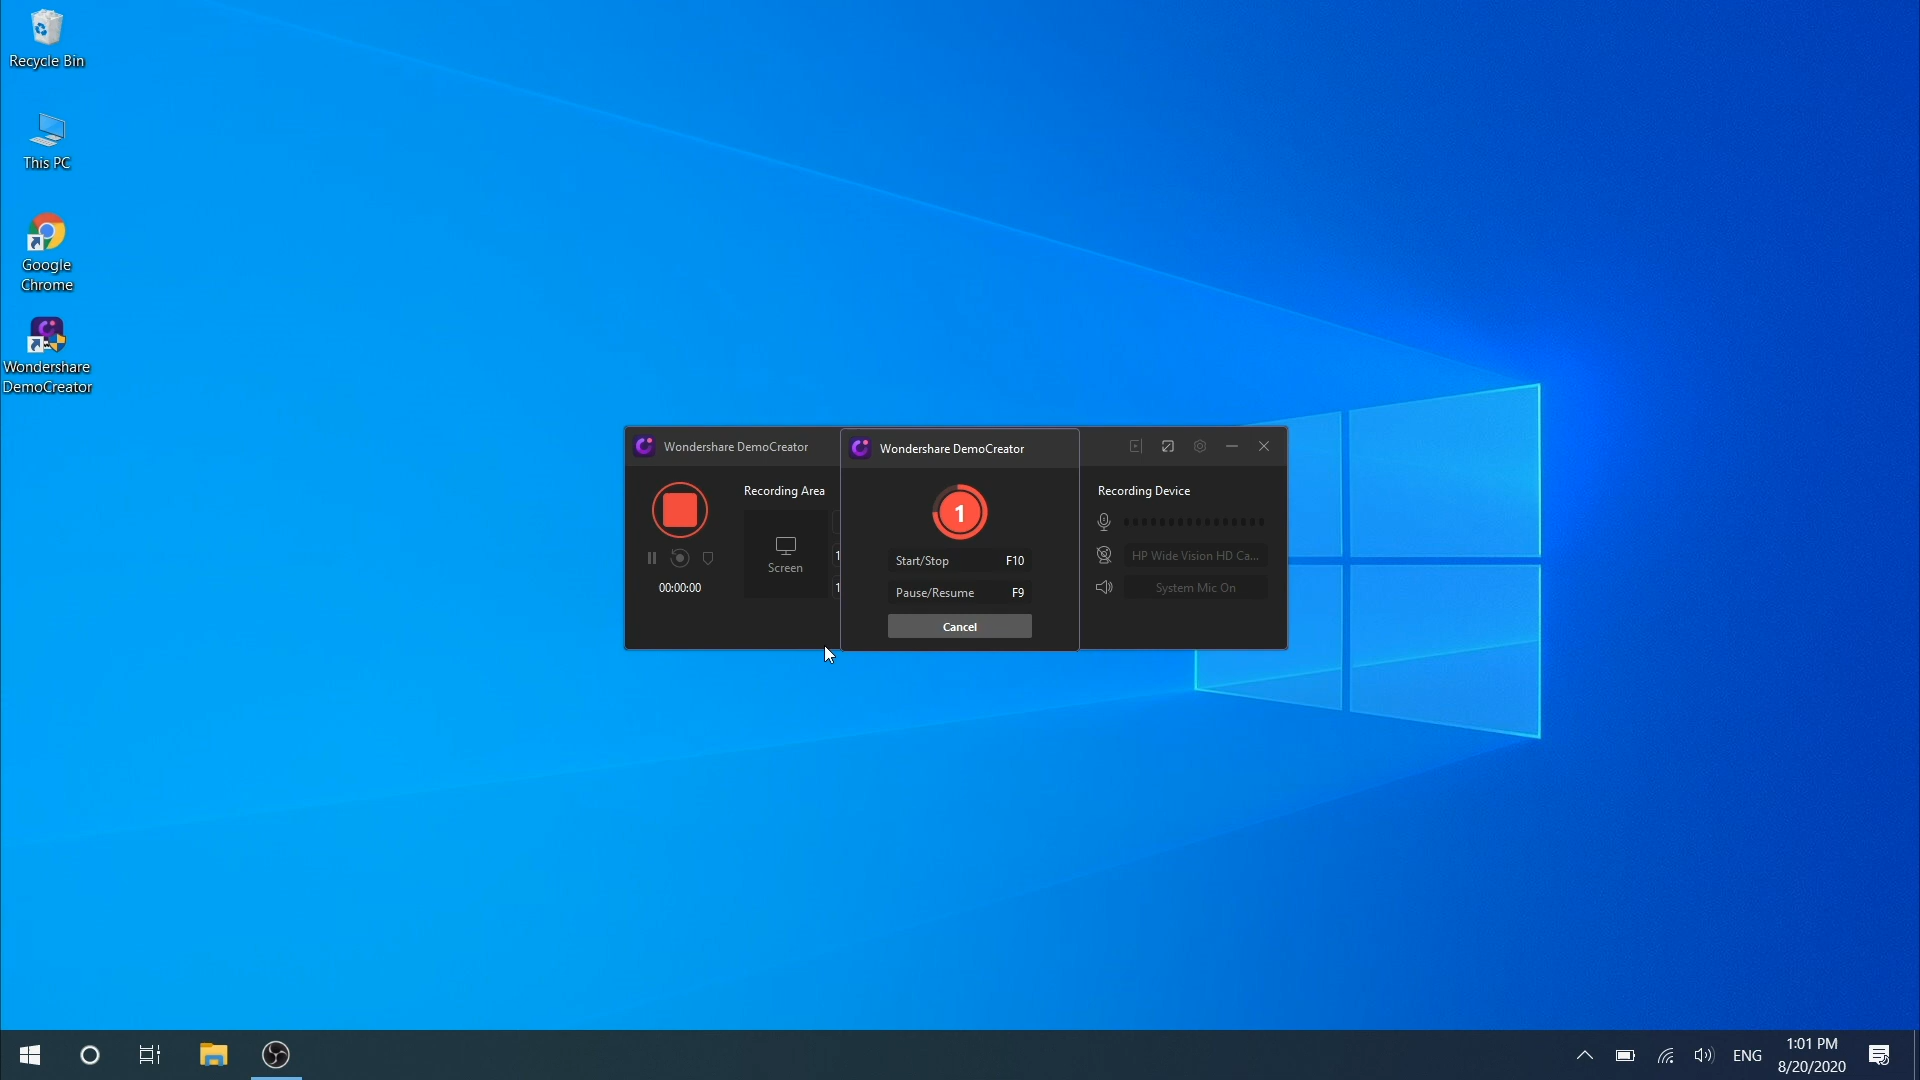 Recycle Bin
This PC
Google
Chrome
Wondershare
DemoCreator
Wondershare DemoCreator
Recording Area
Screen
00:00:00
1
1
Wondershare DemoCreator
1
Start/Stop F10
Pause/Resume F9
Cancel
Recording Device
HP Wide Vision HD Ca...
System Mic On
ENG
1:01 PM
8/20/2020